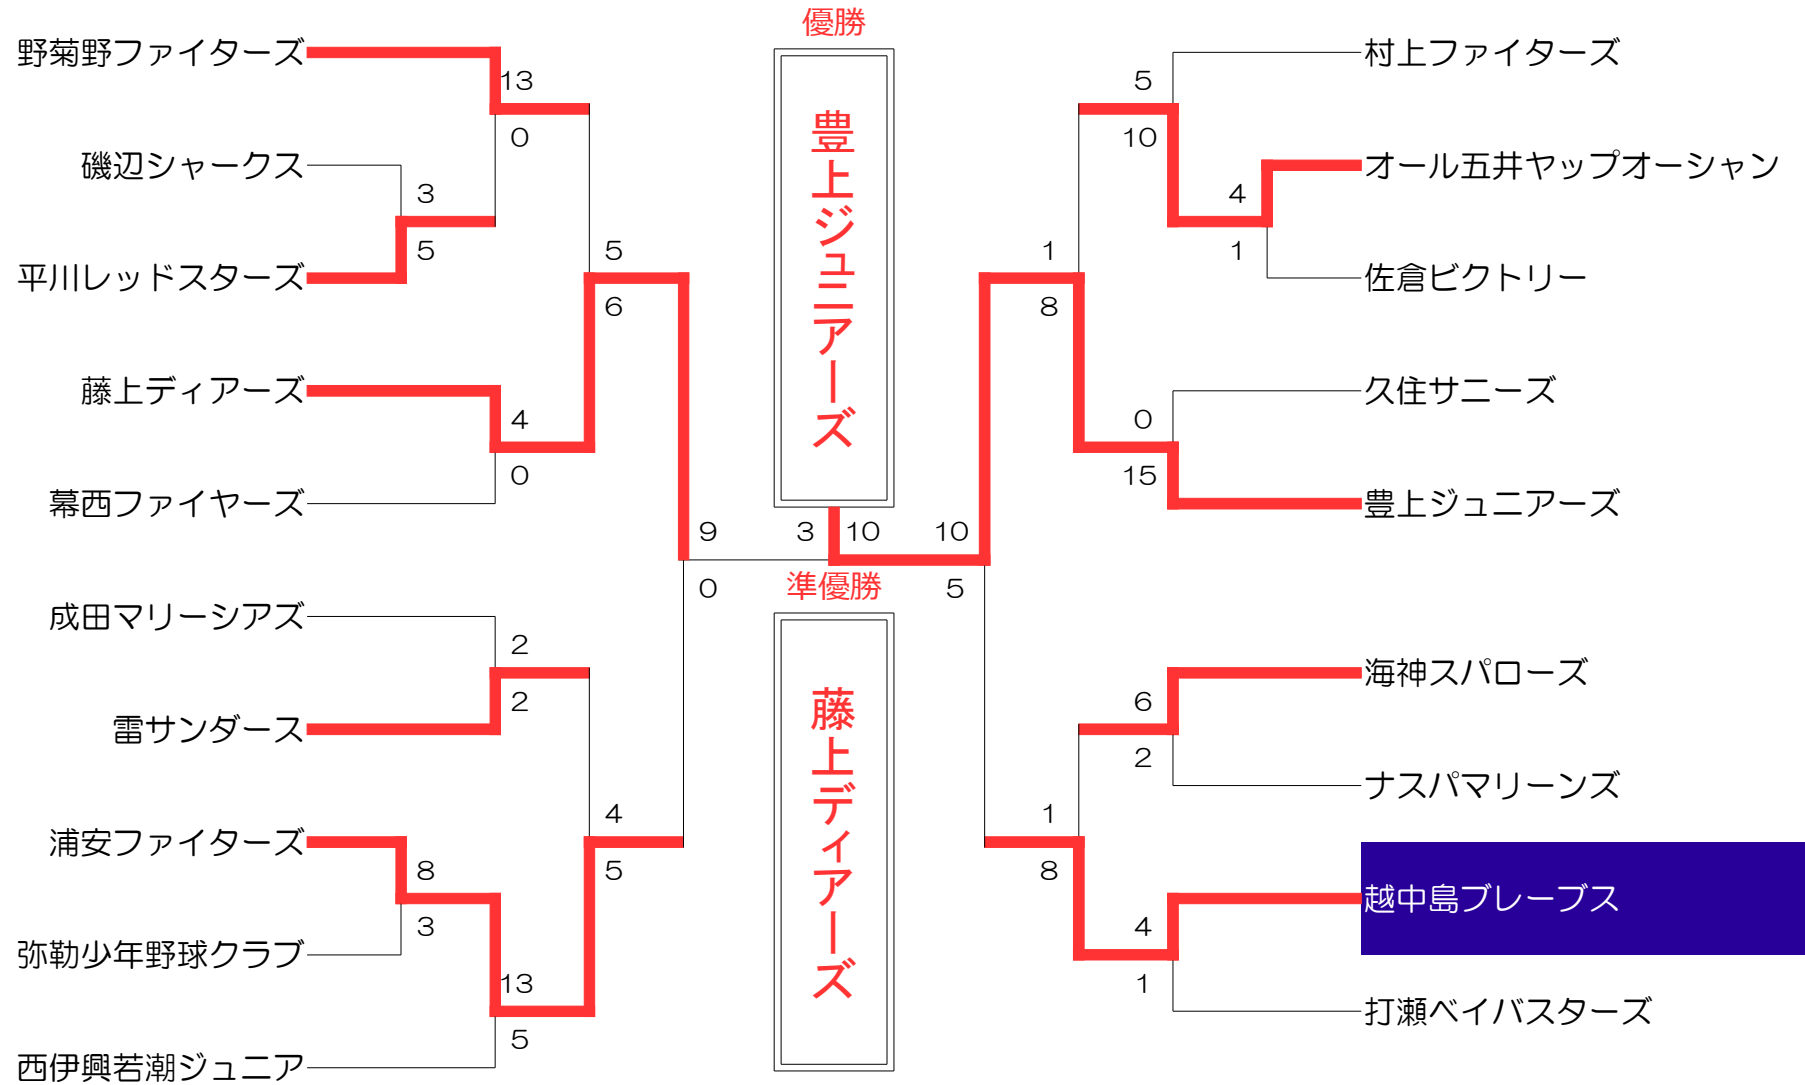 優勝
豊上ジュニアーズ
準優勝
藤上ディアーズ
野菊野ファイターズ
13
0
磯辺シャークス
3
5
平川レッドスターズ
5
6
藤上ディアーズ
4
0
幕西ファイヤーズ
9
0
成田マリーシアズ
2
2
雷サンダース
4
5
浦安ファイターズ
8
3
弥勒少年野球クラブ
13
5
西伊興若潮ジュニア
3
10
10
5
村上ファイターズ
5
10
オール五井ヤップオーシャン
4
1
佐倉ビクトリー
1
8
久住サニーズ
0
15
豊上ジュニアーズ
海神スパローズ
6
2
ナスパマリーンズ
1
8
越中島ブレーブス
4
1
打瀬ベイバスターズ